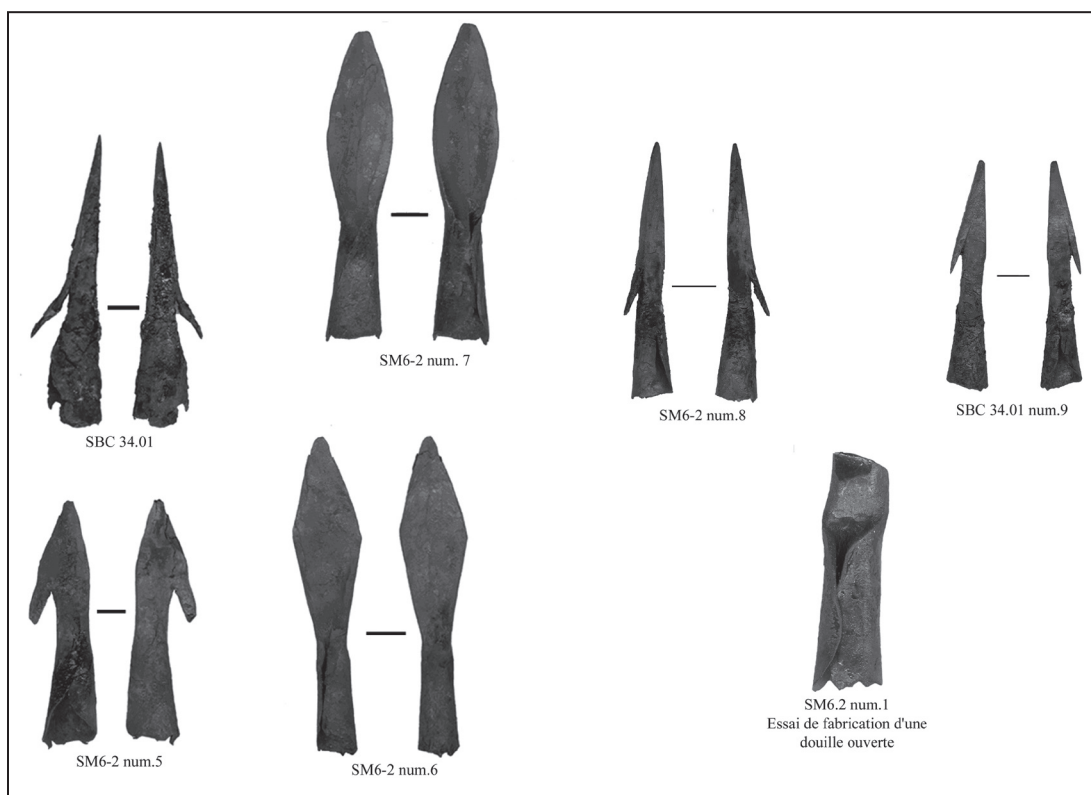 SBC 34.01
SM6-2 num. 7
SM6-2 num.8
SBC 34.01 num.9
SM6-2 num.5
SM6-2 num.6
SM6.2 num.1
Essai de fabrication d'une
douille ouverte